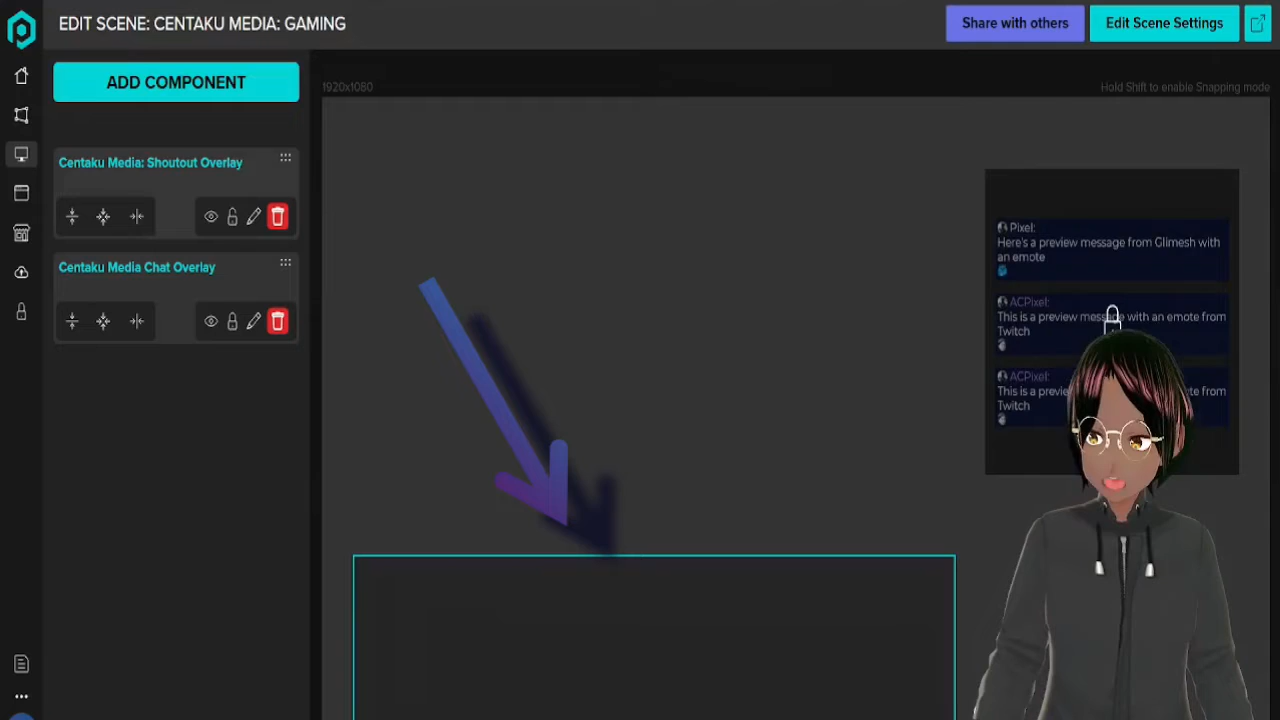 EDIT SCENE: CENTAKU MEDIA: GAMING
Share with others
Edit Scene Settings
ADD COMPONENT
1920x1080
Hold Shift to enable Snapping mode
Centaku Media: Shoutout Overlay
Centaku Media Chat Overlay
Pixel:
Here's a preview message from Glimesh with
an emote
ACPixel:
This is a preview message with an emote from
Twitch
ACPixel:
This is a emote from
Twitch